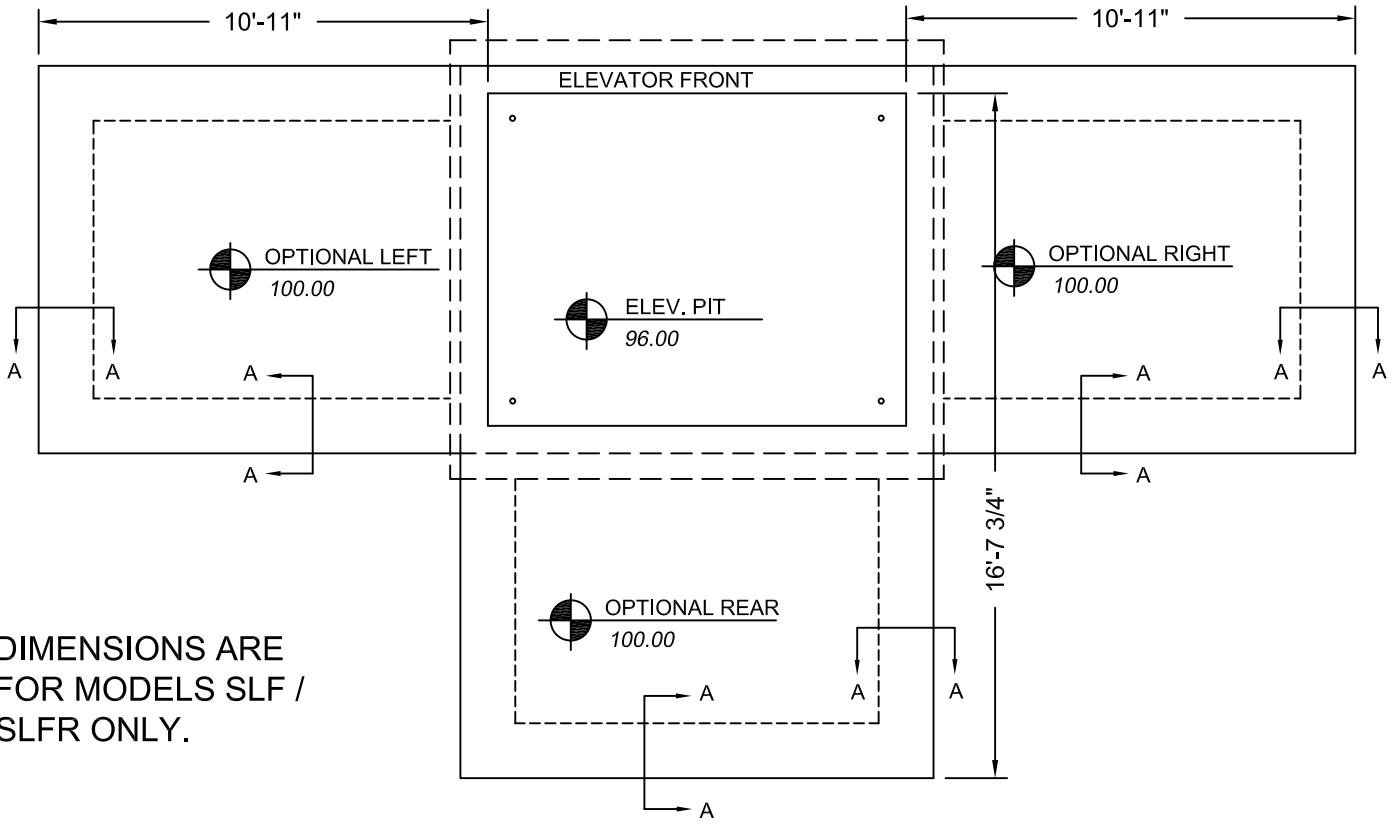 10'-11"
10'-11"
ELEVATOR FRONT
OPTIONAL LEFT
100.00
OPTIONAL RIGHT
100.00
ELEV. PIT
96.00
A
A
A
A
A
A
A
A
16'-7 3/4"
OPTIONAL REAR
100.00
A
A
A
A
DIMENSIONS ARE
FOR MODELS SLF /
SLFR ONLY.